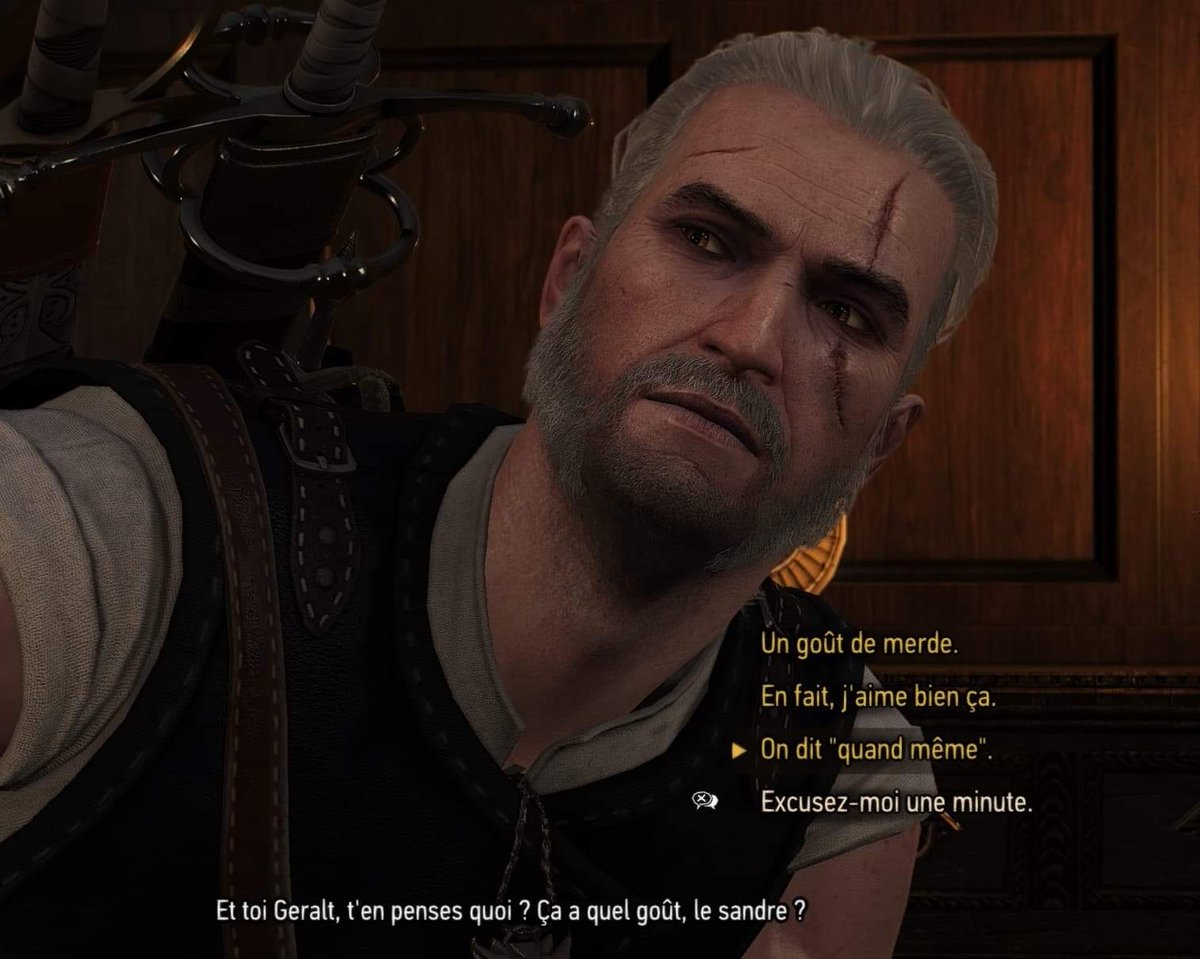 Un goût de merde.
En fait, j'aime bien ça.
On dit "quand même".
Excusez-moi une minute.
Et toi Geralt, t'en penses quoi ? Ça a quel goût, le sandre ?